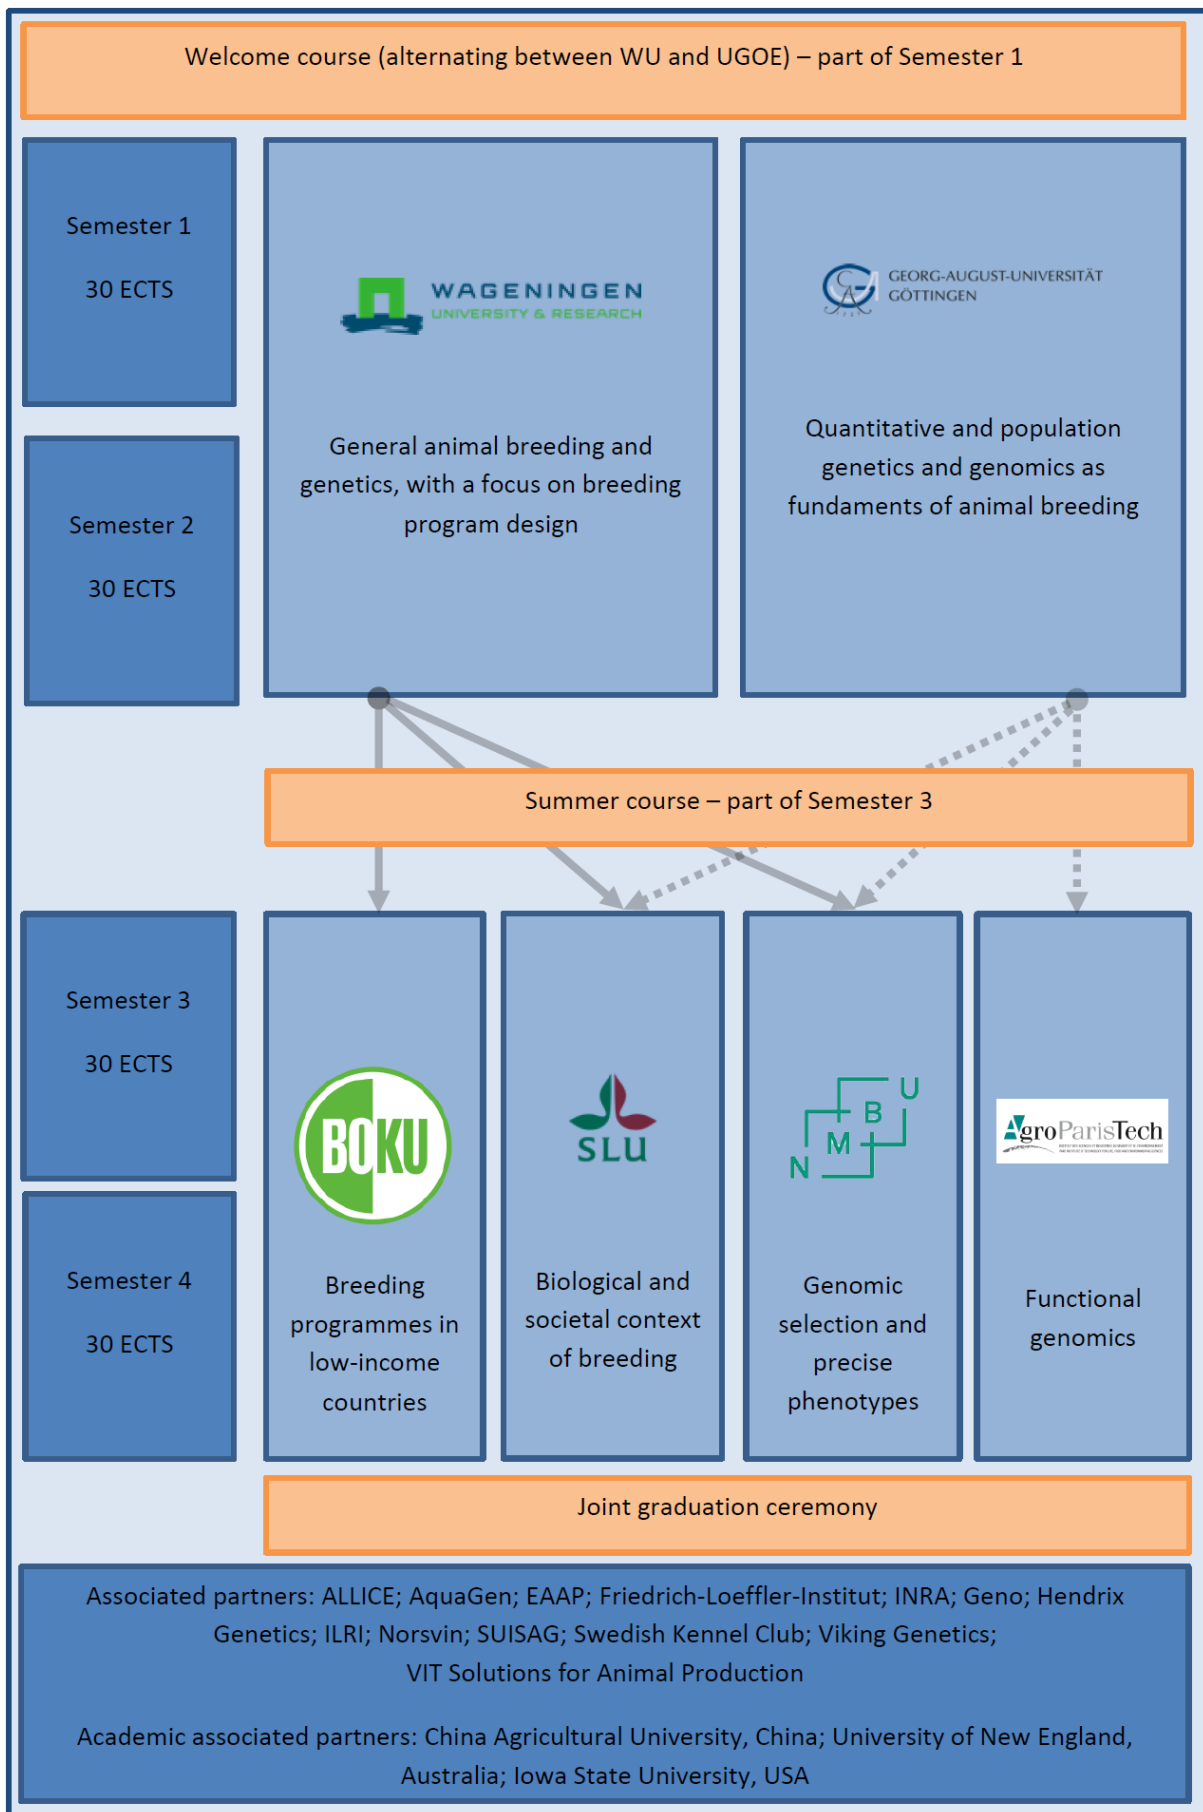 Welcome course (alternating between WU and UGOE) – part of Semester 1
Semester 1
30 ECTS
WAGENINGEN
UNIVERSITY & RESEARCH
GEORG-AUGUST-UNIVERSITÄT
GÖTTINGEN
General animal breeding and
genetics, with a focus on breeding
program design
Quantitative and population
genetics and genomics as
fundaments of animal breeding
Semester 2
30 ECTS
Summer course – part of Semester 3
Semester 3
30 ECTS
BOKU
SLU
NMBU
AgroParisTech
Semester 4
30 ECTS
Breeding
programmes in
low-income
countries
Biological and
societal context
of breeding
Genomic
selection and
precise
phenotypes
Functional
genomics
Joint graduation ceremony
Associated partners: ALLICE; AquaGen; EAAP; Friedrich-Loeffler-Institut; INRA; Geno; Hendrix
Genetics; ILRI; Norsvin; SUISAG; Swedish Kennel Club; Viking Genetics;
VIT Solutions for Animal Production
Academic associated partners: China Agricultural University, China; University of New England,
Australia; Iowa State University, USA